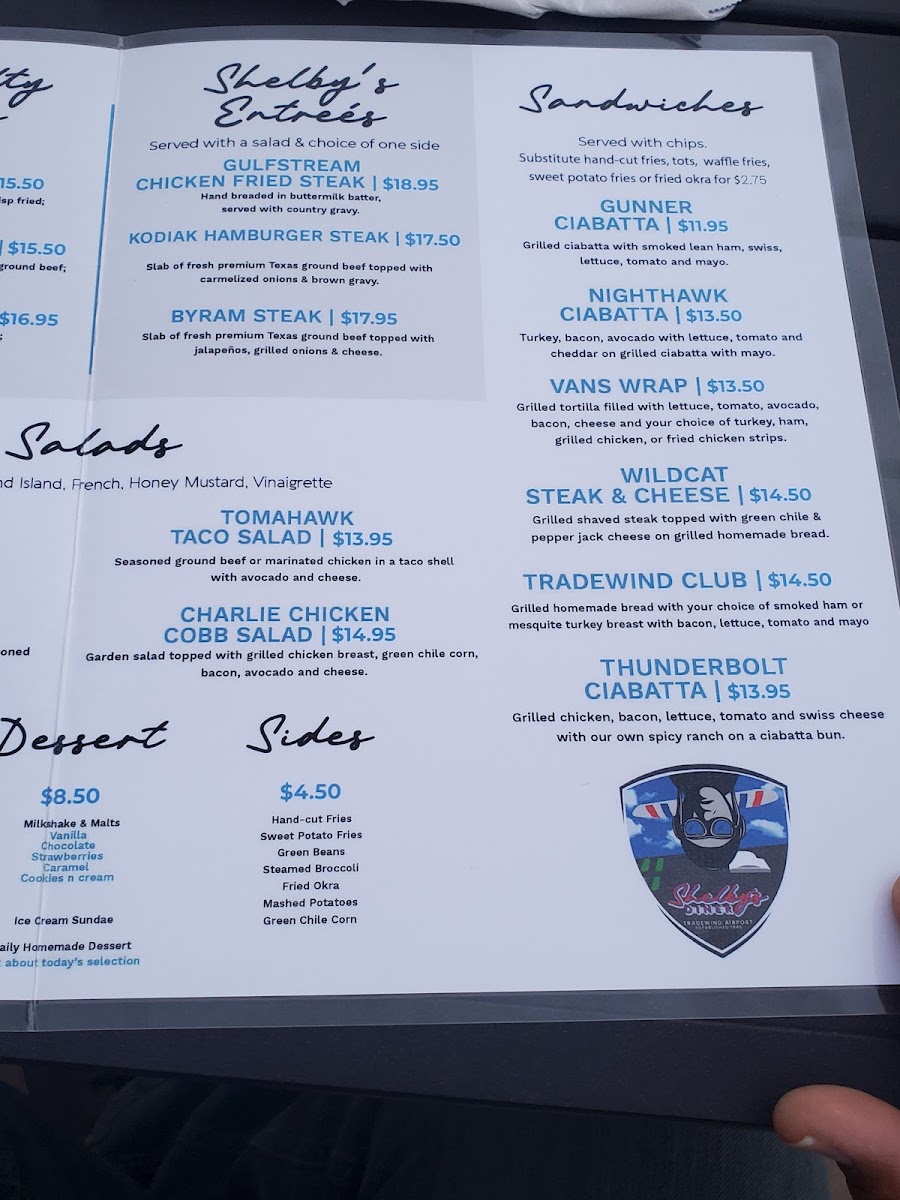 15.50
$15.50
ground beef;
$16.95
Shelby's
Entreés
Served with a salad & choice of one side
GULFSTREAM
CHICKEN FRIED STEAK | $18.95
Hand breaded in buttermilk batter,
served with country gravy.
KODIAK HAMBURGER STEAK | $17.50
Slab of fresh premium Texas ground beef topped with
carmelized onions & brown gravy.
BYRAM STEAK | $17.95
Slab of fresh premium Texas ground beef topped with
jalapeños, grilled onions & cheese.
Salads
nd Island, French, Honey Mustard, Vinaigrette
TOMAHAWK
TACO SALAD | $13.95
Seasoned ground beef or marinated chicken in a taco shell
with avocado and cheese.
CHARLIE CHICKEN
COBB SALAD | $14.95
Garden salad topped with grilled chicken breast, green chile corn,
bacon, avocado and cheese.
oned
Dessert
$8.50
Milkshake & Malts
Vanilla
Chocolate
Strawberries
Caramel
Cookies n cream
Ice Cream Sundae
aily Homemade Dessert
about today's selection
Sides
$4.50
Hand-cut Fries
Sweet Potato Fries
Green Beans
Steamed Broccoli
Fried Okra
Mashed Potatoes
Green Chile Corn
Sandwiches
Served with chips.
Substitute hand-cut fries, tots, waffle fries,
sweet potato fries or fried okra for $2.75
GUNNER
CIABATTA | $11.95
Grilled ciabatta with smoked lean ham, swiss,
lettuce, tomato and mayo.
NIGHTHAWK
CIABATTA | $13.50
Turkey, bacon, avocado with lettuce, tomato and
cheddar on grilled ciabatta with mayo.
VANS WRAP | $13.50
Grilled tortilla filled with lettuce, tomato, avocado,
bacon, cheese and your choice of turkey, ham,
grilled chicken, or fried chicken strips.
WILDCAT
STEAK & CHEESE | $14.50
Grilled shaved steak topped with green chile &
pepper jack cheese on grilled homemade bread.
TRADEWIND CLUB | $14.50
Grilled homemade bread with your choice of smoked ham or
mesquite turkey breast with bacon, lettuce, tomato and mayo
THUNDERBOLT
CIABATTA | $13.95
Grilled chicken, bacon, lettuce, tomato and swiss cheese
with our own spicy ranch on a ciabatta bun.
Shelby's
DINER
TRADEWIND AIRPORT